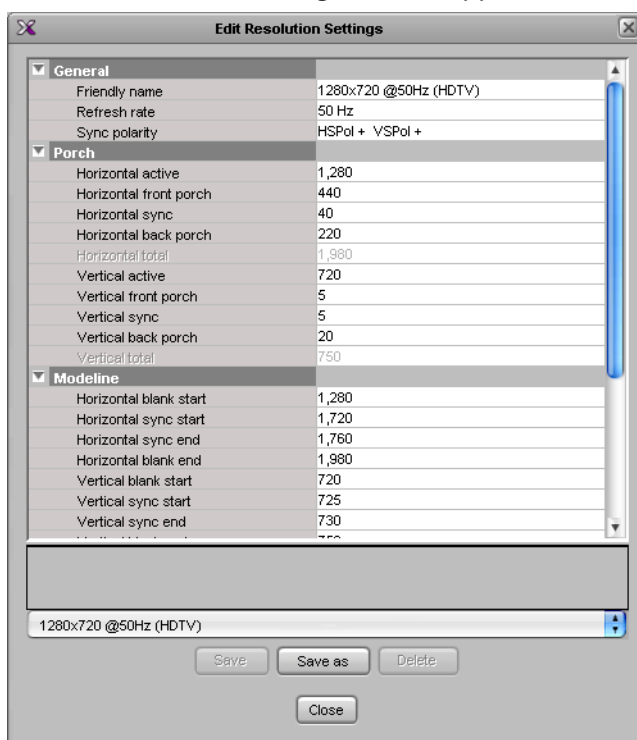 Edit Resolution Settings
General
Friendly name 1280x720 @50Hz (HDTV)
Refresh rate 50 Hz
Sync polarity HSPol + VSPol +
Porch
Horizontal active 1,280
Horizontal front porch 440
Horizontal sync 40
Horizontal back porch 220
Horizontal total 1,980
Vertical active 720
Vertical front porch 5
Vertical sync 5
Vertical back porch 20
Vertical total 750
Modeline
Horizontal blank start 1,280
Horizontal sync start 1,720
Horizontal sync end 1,760
Horizontal blank end 1,980
Vertical blank start 720
Vertical sync start 725
Vertical sync end 730
1280x720 @50Hz (HDTV)
Save Save as Delete
Close